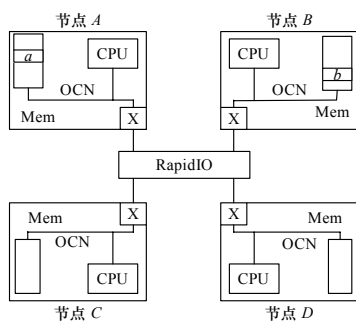 节点 A
节点 B
a
CPU
OCN
Mem
X
CPU
b
OCN
Mem
X
RapidIO
Mem
X
OCN
CPU
X
Mem
OCN
CPU
节点 C
节点 D